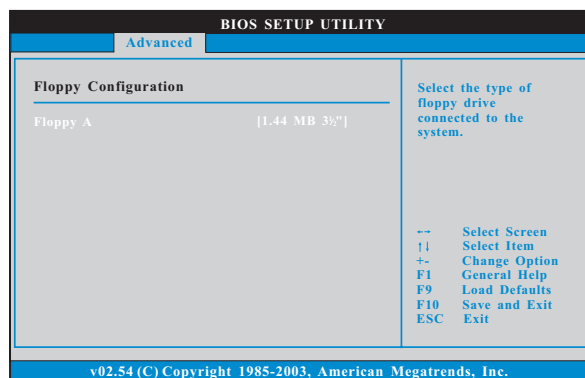 BIOS SETUP UTILITY
Advanced
Floppy Configuration
Floppy A [1.44 MB 3½"]
Select the type of
floppy drive
connected to the
system.
←→ Select Screen
↑↓ Select Item
+- Change Option
F1 General Help
F9 Load Defaults
F10 Save and Exit
ESC Exit
v02.54 (C) Copyright 1985-2003, American Megatrends, Inc.